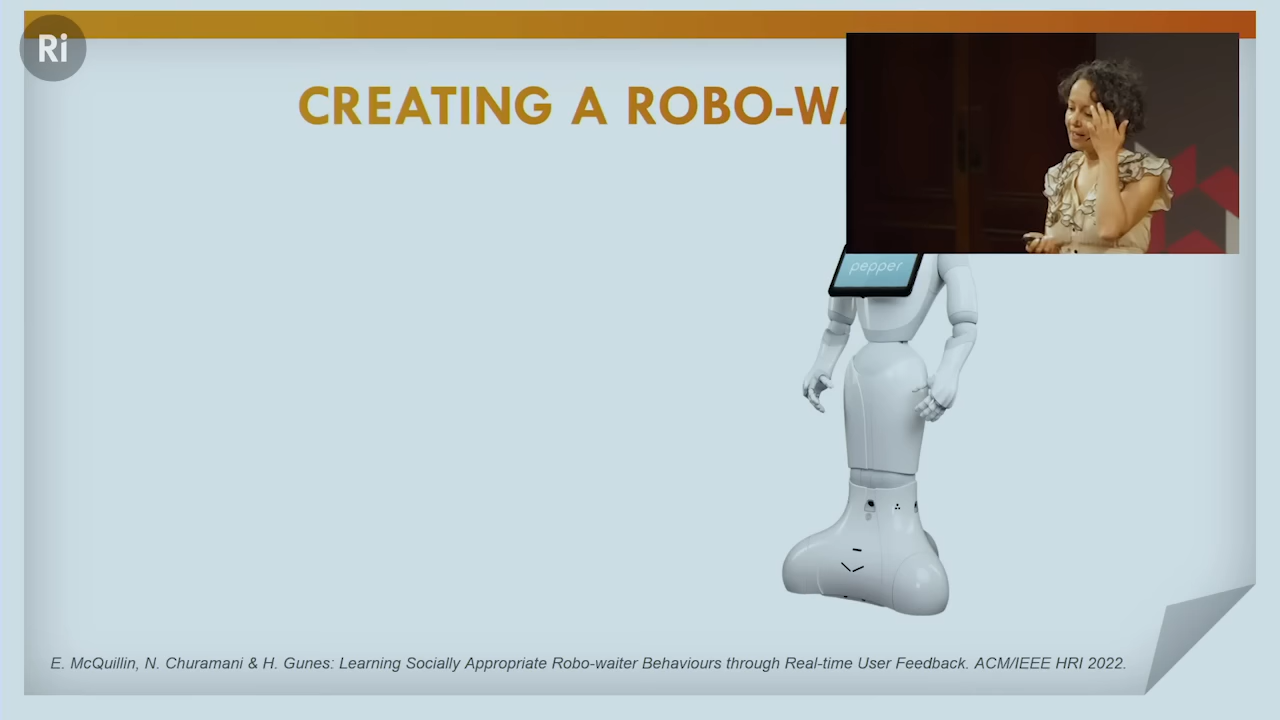 Ri
CREATING A ROBO-WA
pepper
E. McQuillin, N. Churamani & H. Gunes: Learning Socially Appropriate Robo-waiter Behaviours through Real-time User Feedback. ACM/IEEE HRI 2022.